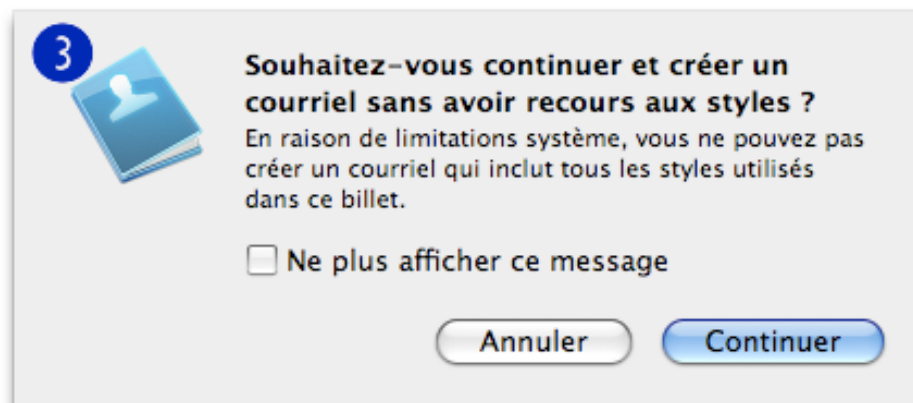 3
Souhaitez-vous continuer et créer un
courriel sans avoir recours aux styles ?
En raison de limitations système, vous ne pouvez pas
créer un courriel qui inclut tous les styles utilisés
dans ce billet.
Ne plus afficher ce message
Annuler
Continuer